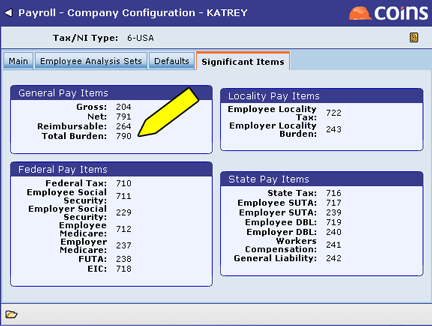 Payroll - Company Configuration - KATREY
coins
Tax/NI Type: 6-USA
Main Employee Analysis Sets Defaults Significant Items
General Pay Items
Gross: 204
Net: 791
Reimbursable: 264
Total Burden: 790
Locality Pay Items
Employee Locality
Tax: 722
Employer Locality
Burden: 243
Federal Pay Items
Federal Tax: 710
Employee Social
Security: 711
Employer Social
Security: 229
Employee
Medicare: 712
Employer
Medicare: 237
FUTA: 238
EIC: 718
State Pay Items
State Tax: 716
Employee SUTA: 717
Employer SUTA: 239
Employee DBL: 719
Employer DBL: 240
Workers
Compensation: 241
General Liability: 242